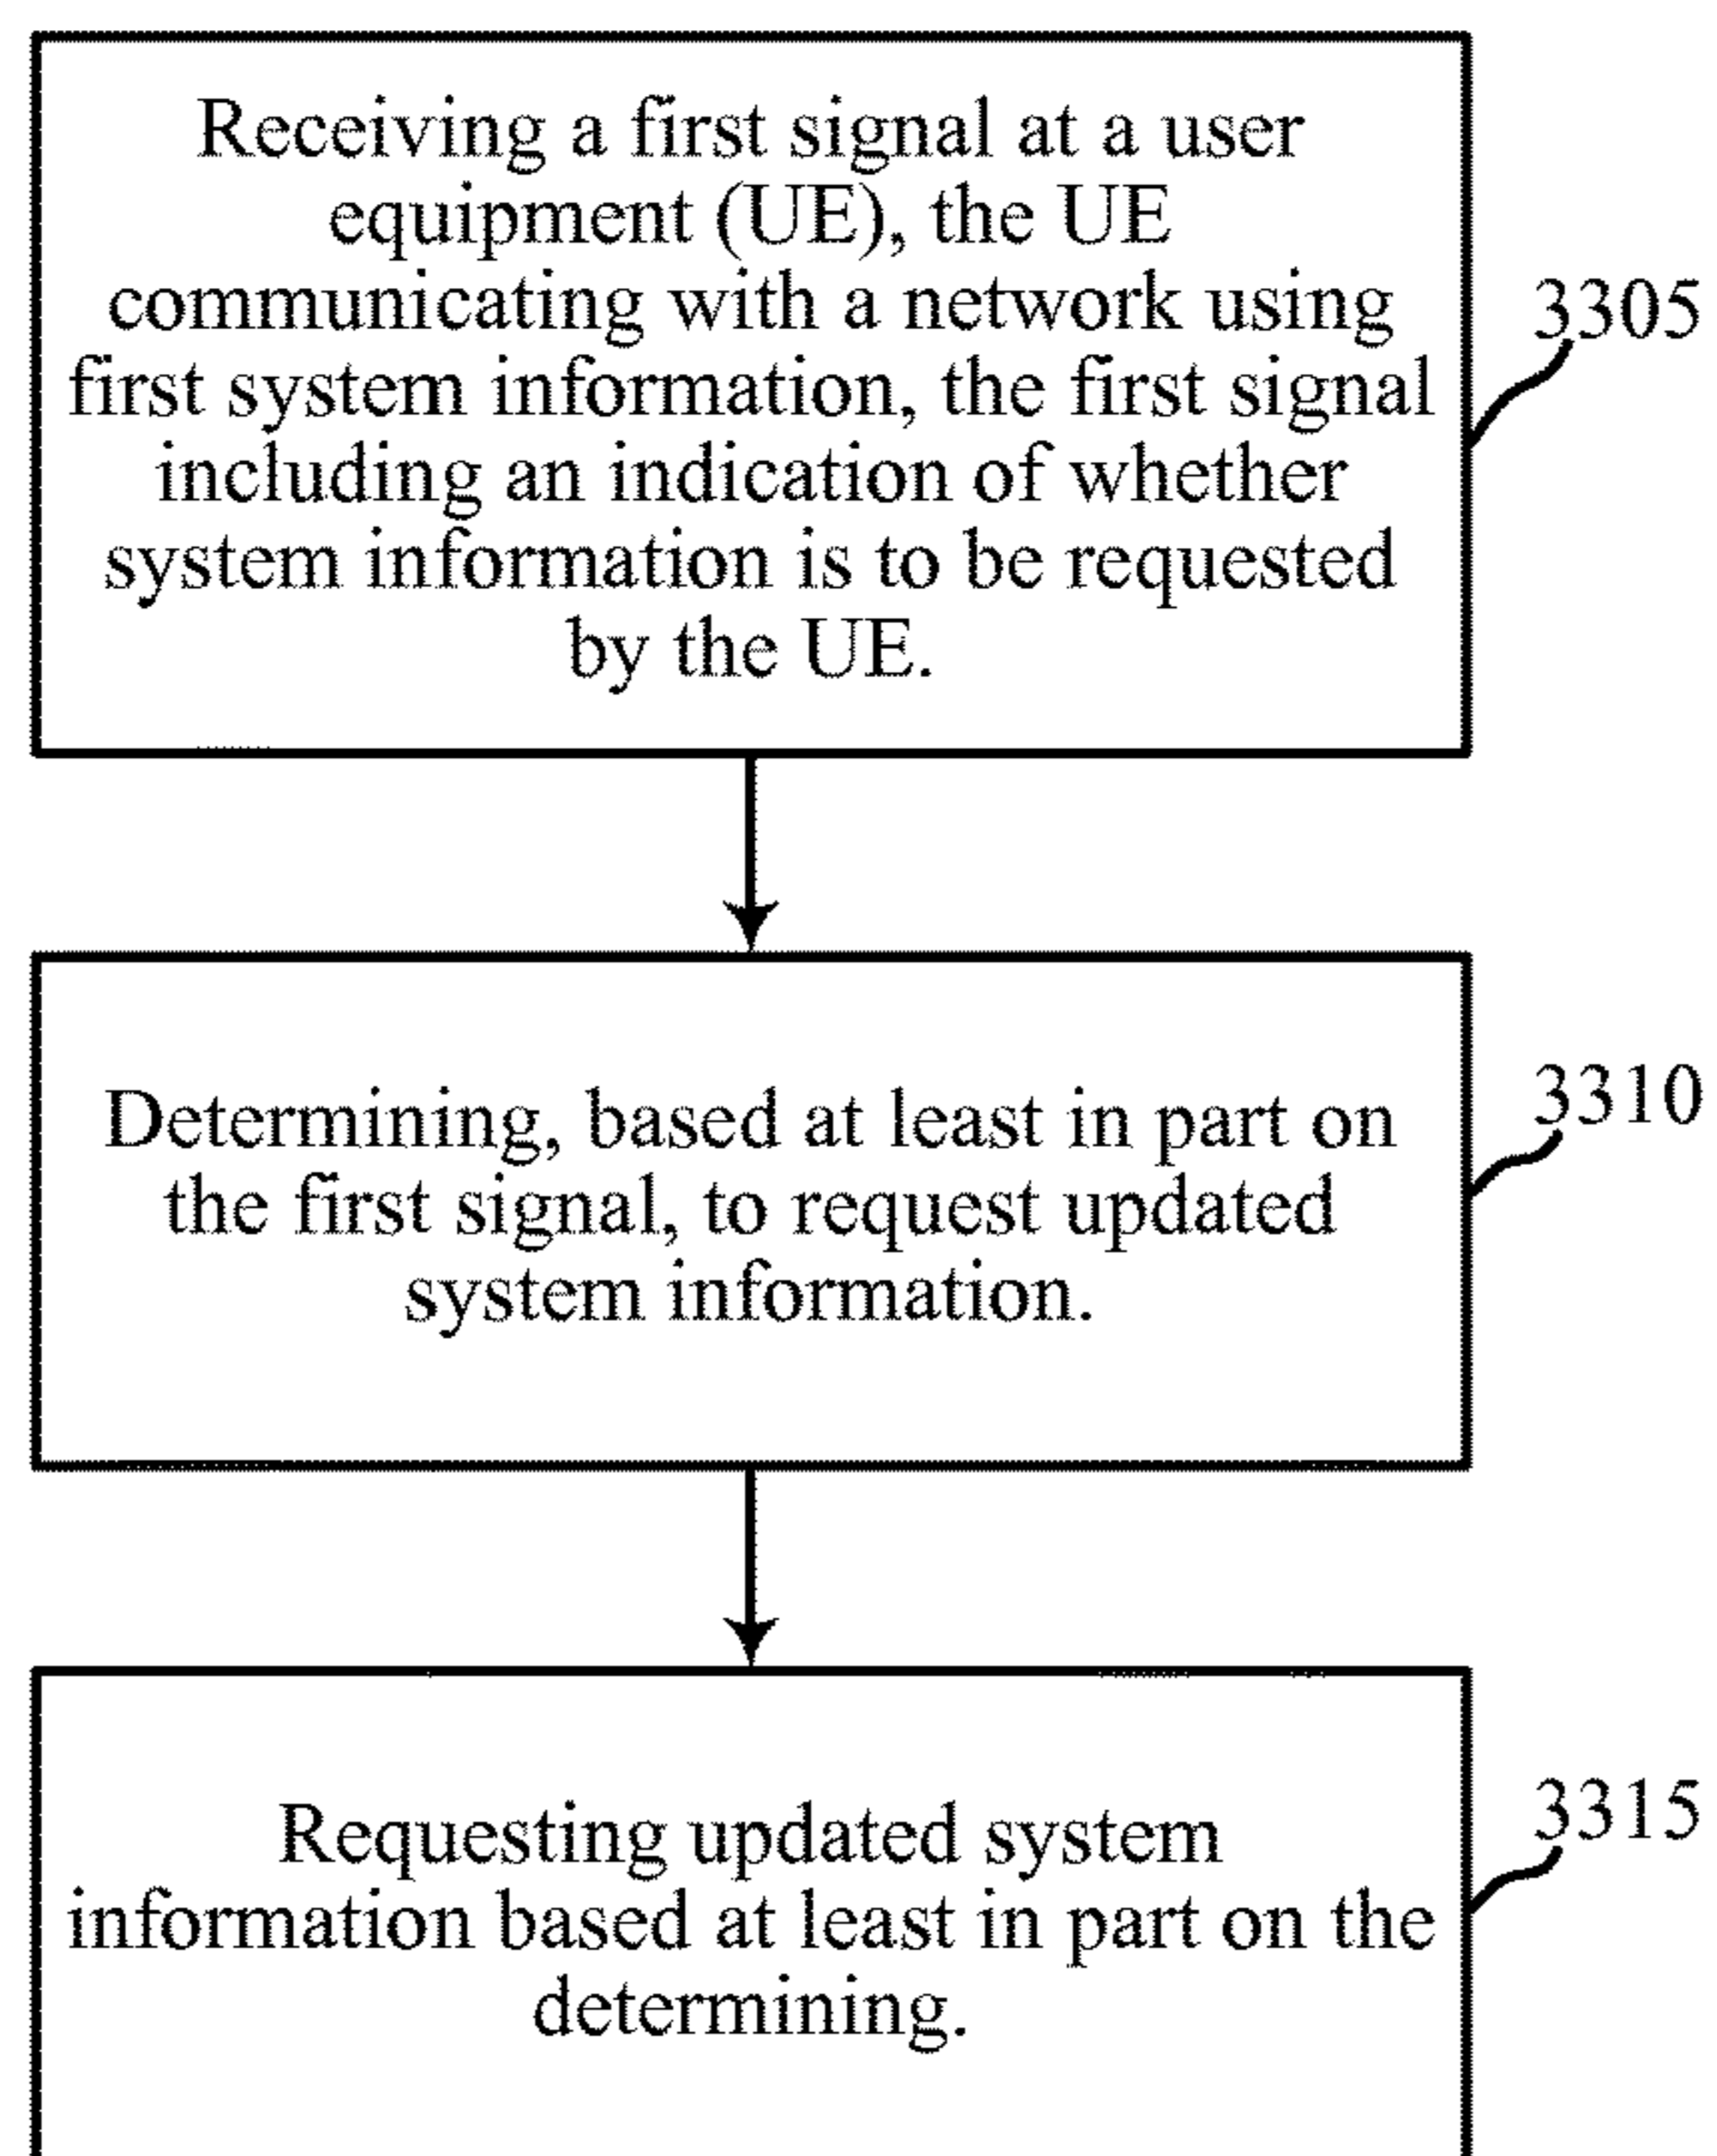 Receiving a first signal at a user
equipment (UE), the UE
communicating with a network using
first system information, the first signal
including an indication of whether
system information is to be requested
by the UE.
3305
Determining, based at least in part on
the first signal, to request updated
system information.
3310
Requesting updated system
information based at least in part on the
determining.
3315